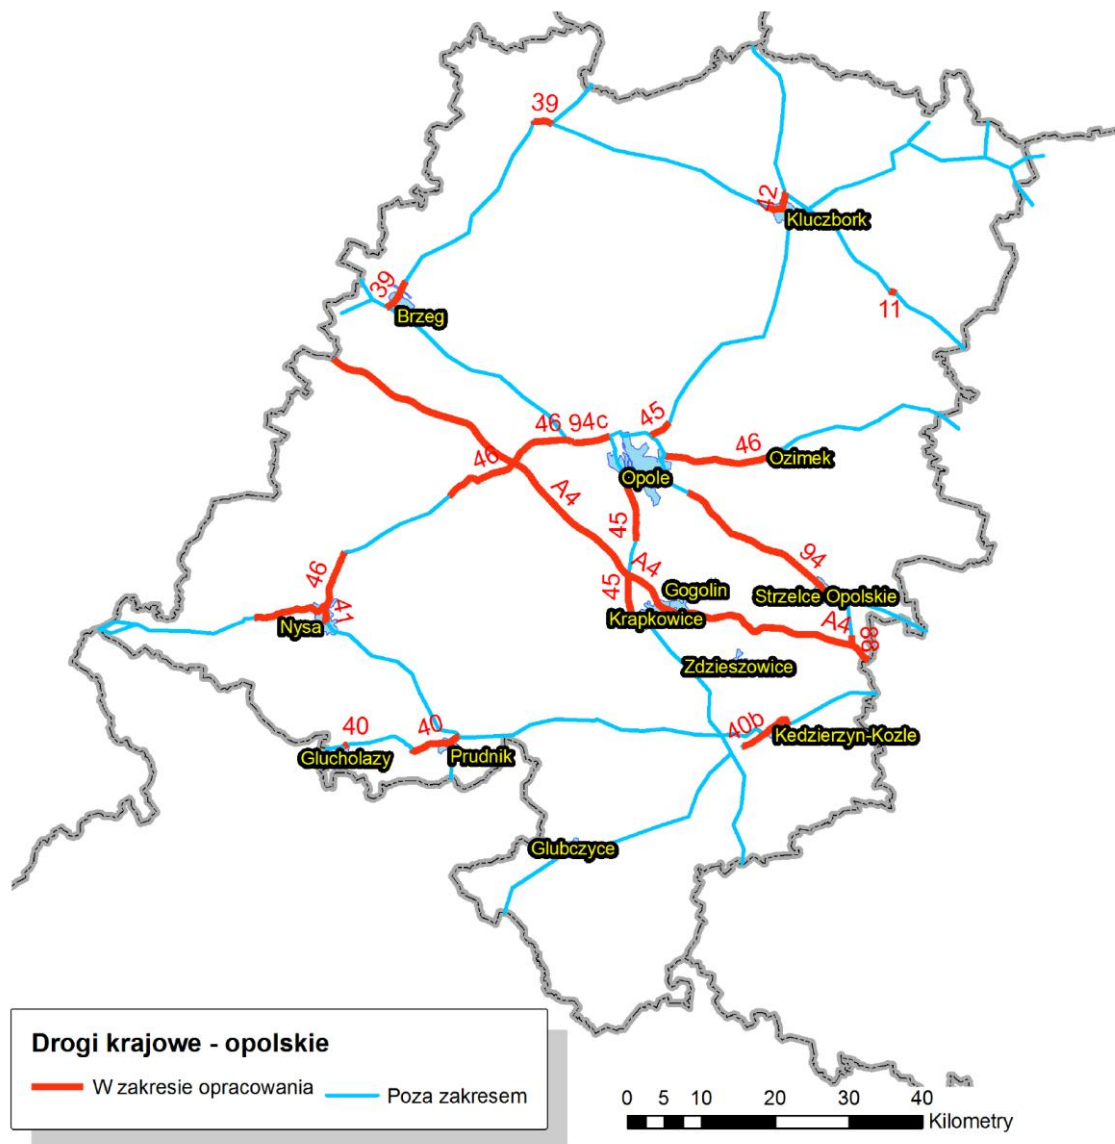 39
42
Kluczbork
39
11
Brzeg
45
46
94c
46
46
Ozimek
Opole
A4
45
94
46
A4
Gogolin
Strzelce Opolskie
45
Krapkowice
41
Nysa
A4
88
Zdzieszowice
40
40
40b
Kedzierzyn-Kozle
Glucholazy
Prudnik
Glubczyce
Drogi krajowe - opolskie
W zakresie opracowania
Poza zakresem
0 5 10 20 30 40
Kilometry